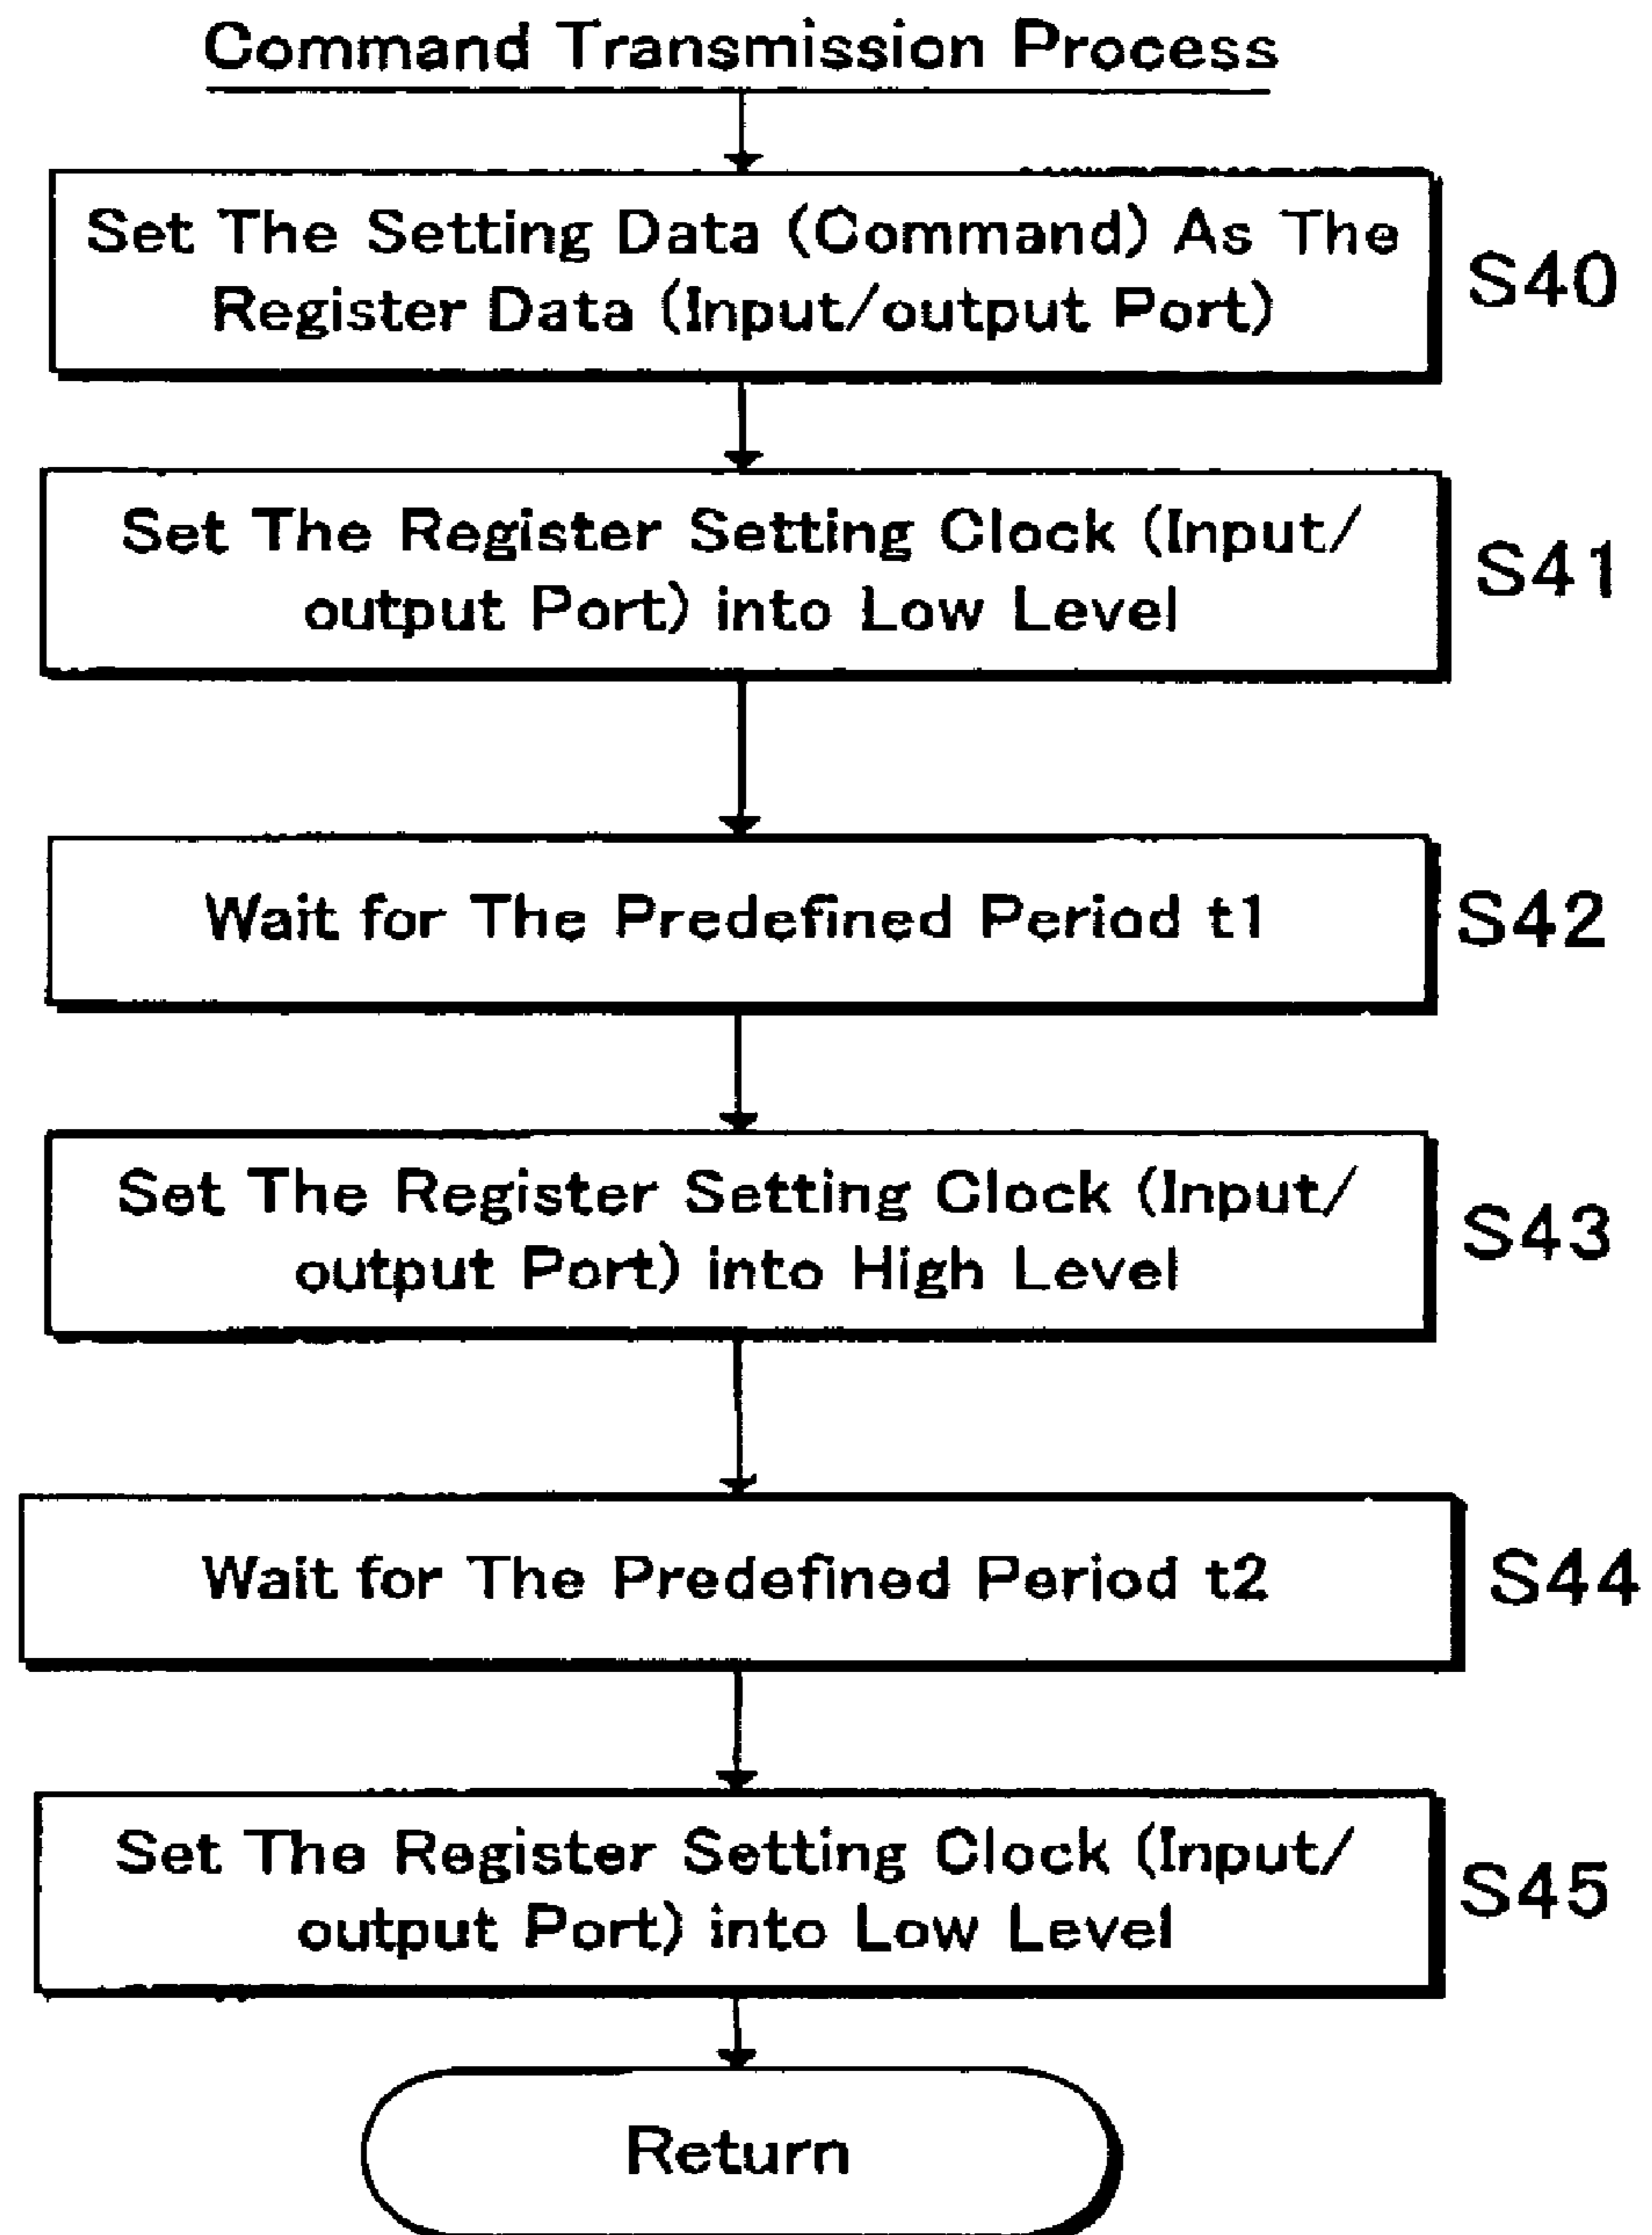 Command Transmission Process
Set The Setting Data (Command) As The
Register Data (Input/output Port)
S40
Set The Register Setting Clock (Input/
output Port) into Low Level
S41
Wait for The Predefined Period t1
S42
Set The Register Setting Clock (Input/
output Port) into High Level
S43
Wait for The Predefined Period t2
S44
Set The Register Setting Clock (Input/
output Port) into Low Level
S45
Return